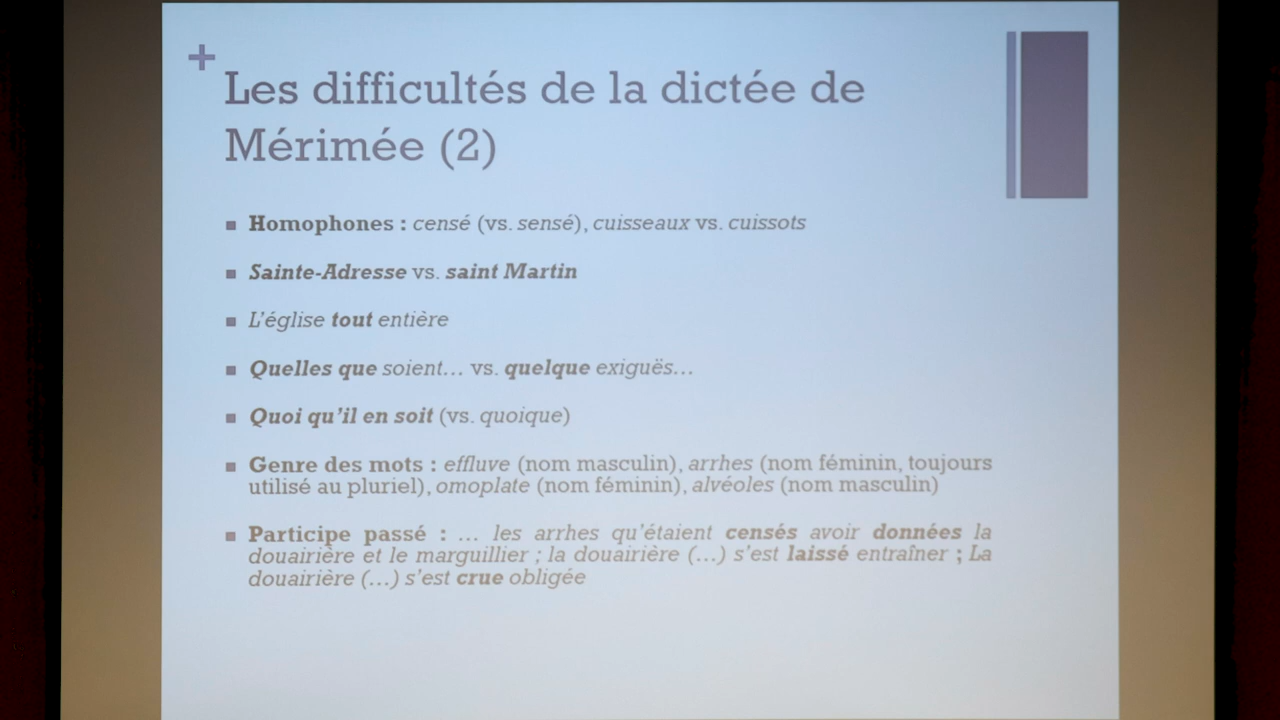 +
Les difficultés de la dictée de
Mérimée (2)
Homophones : censé (vs. sensé), cuisseaux vs. cuissots
Sainte-Adresse vs. saint Martin
L'église tout entière
Quelles que soient... vs. quelque exiguës...
Quoi qu'il en soit (vs. quoique)
Genre des mots : effluve (nom masculin), arrhes (nom féminin, toujours
utilisé au pluriel), omoplate (nom féminin), alvéoles (nom masculin)
Participe passé : ... les arrhes qu'étaient censés avoir données la
douairière et le marguillier ; la douairière (...) s'est laissé entraîner ; La
douairière (...) s'est crue obligée